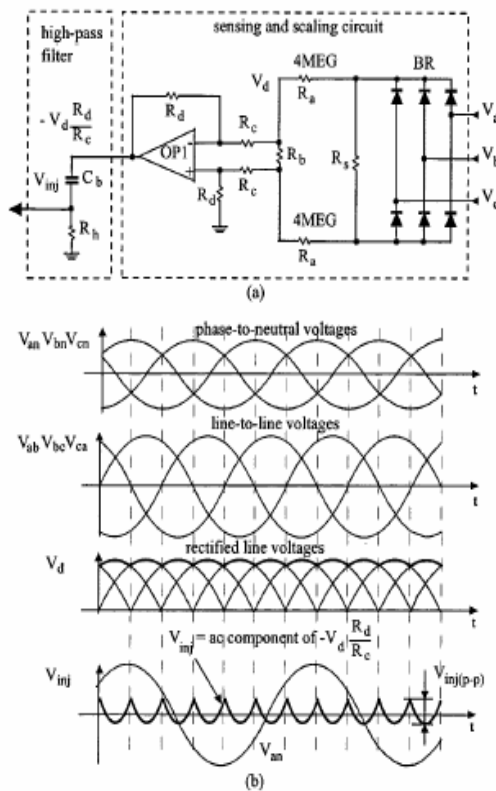 high-pass
filter
sensing and scaling circuit
4MEG
BR
V_d
R_a
R_d
- V_d R_d/R_c
R_c
OP1
R_b
R_s
V_a
V_b
V_inj
C_b
R_d
R_c
R_h
4MEG
R_a
(a)
phase-to-neutral voltages
V_an V_bn V_cn
t
line-to-line voltages
V_ab V_bc V_ca
t
rectified line voltages
V_d
t
V_inj = ac component of -V_d R_d/R_c
V_inj
V_inj(p-p)
t
V_an
(b)